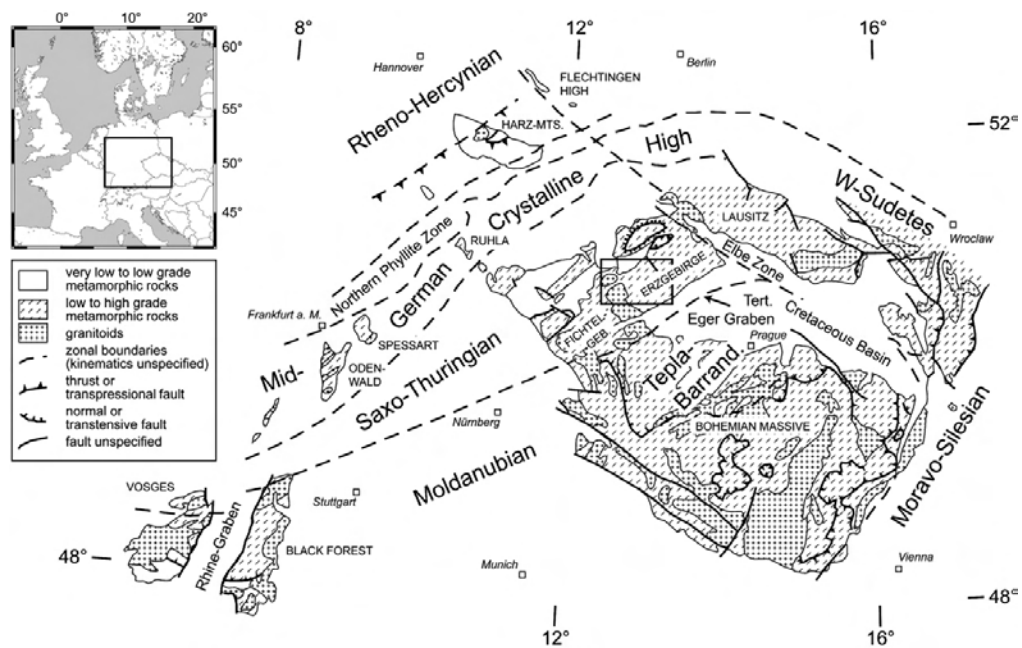 0°
10°
20°
60°
55°
50°
45°
very low to low grade
metamorphic rocks
low to high grade
metamorphic rocks
granitoids
zonal boundaries
(kinematics unspecified)
thrust or
transpressional fault
normal or
transtensive fault
fault unspecified
8
12
16
52°
Hannover
Berlin
FLECHTINGEN
HIGH
Rheno-Hercynian
HARZ-MTS.
High
W-Sudetes
Wroclaw
LAUSITZ
Crystalline
Northern Phyllite Zone
RUHLA
German
Elbe Zone
ERZGEBIRGE
Tert.
Eger Graben
Cretaceous Basin
Frankfurt a. M.
SPESSART
FICHTEL
GEB.
Prague
Mid-
ODEN-
WALD
Saxo-Thuringian
Tepla-
Barrand.
Nürnberg
BOHEMIAN MASSIVE
Moldanubian
Moravo-Silesian
VOSGES
Stuttgart
Rhine-Graben
BLACK FOREST
48°
Munich
Vienna
48°
12
16